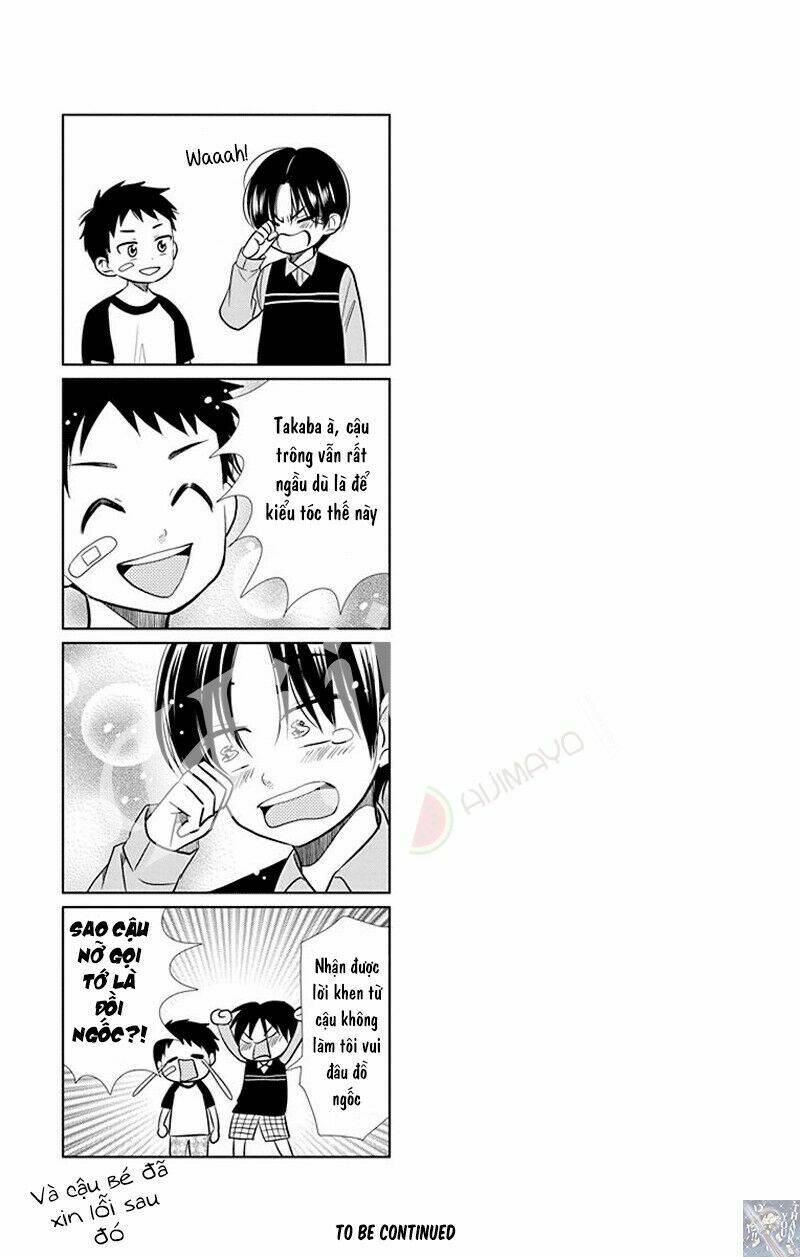 Waaah!
Takaba à, cậu
trông vẫn rất
ngầu dù là để
kiểu tóc thế này
AIJIMAYO
Nhận được
lời khen từ
cậu không
làm tôi vui
đâu đồ
ngốc
SAO CẬU
NỠ GỌI
TỚ LÀ
ĐỒI
NGỐC?!
Và cậu bé đã
xin lỗi sau
đó
TO BE CONTINUED